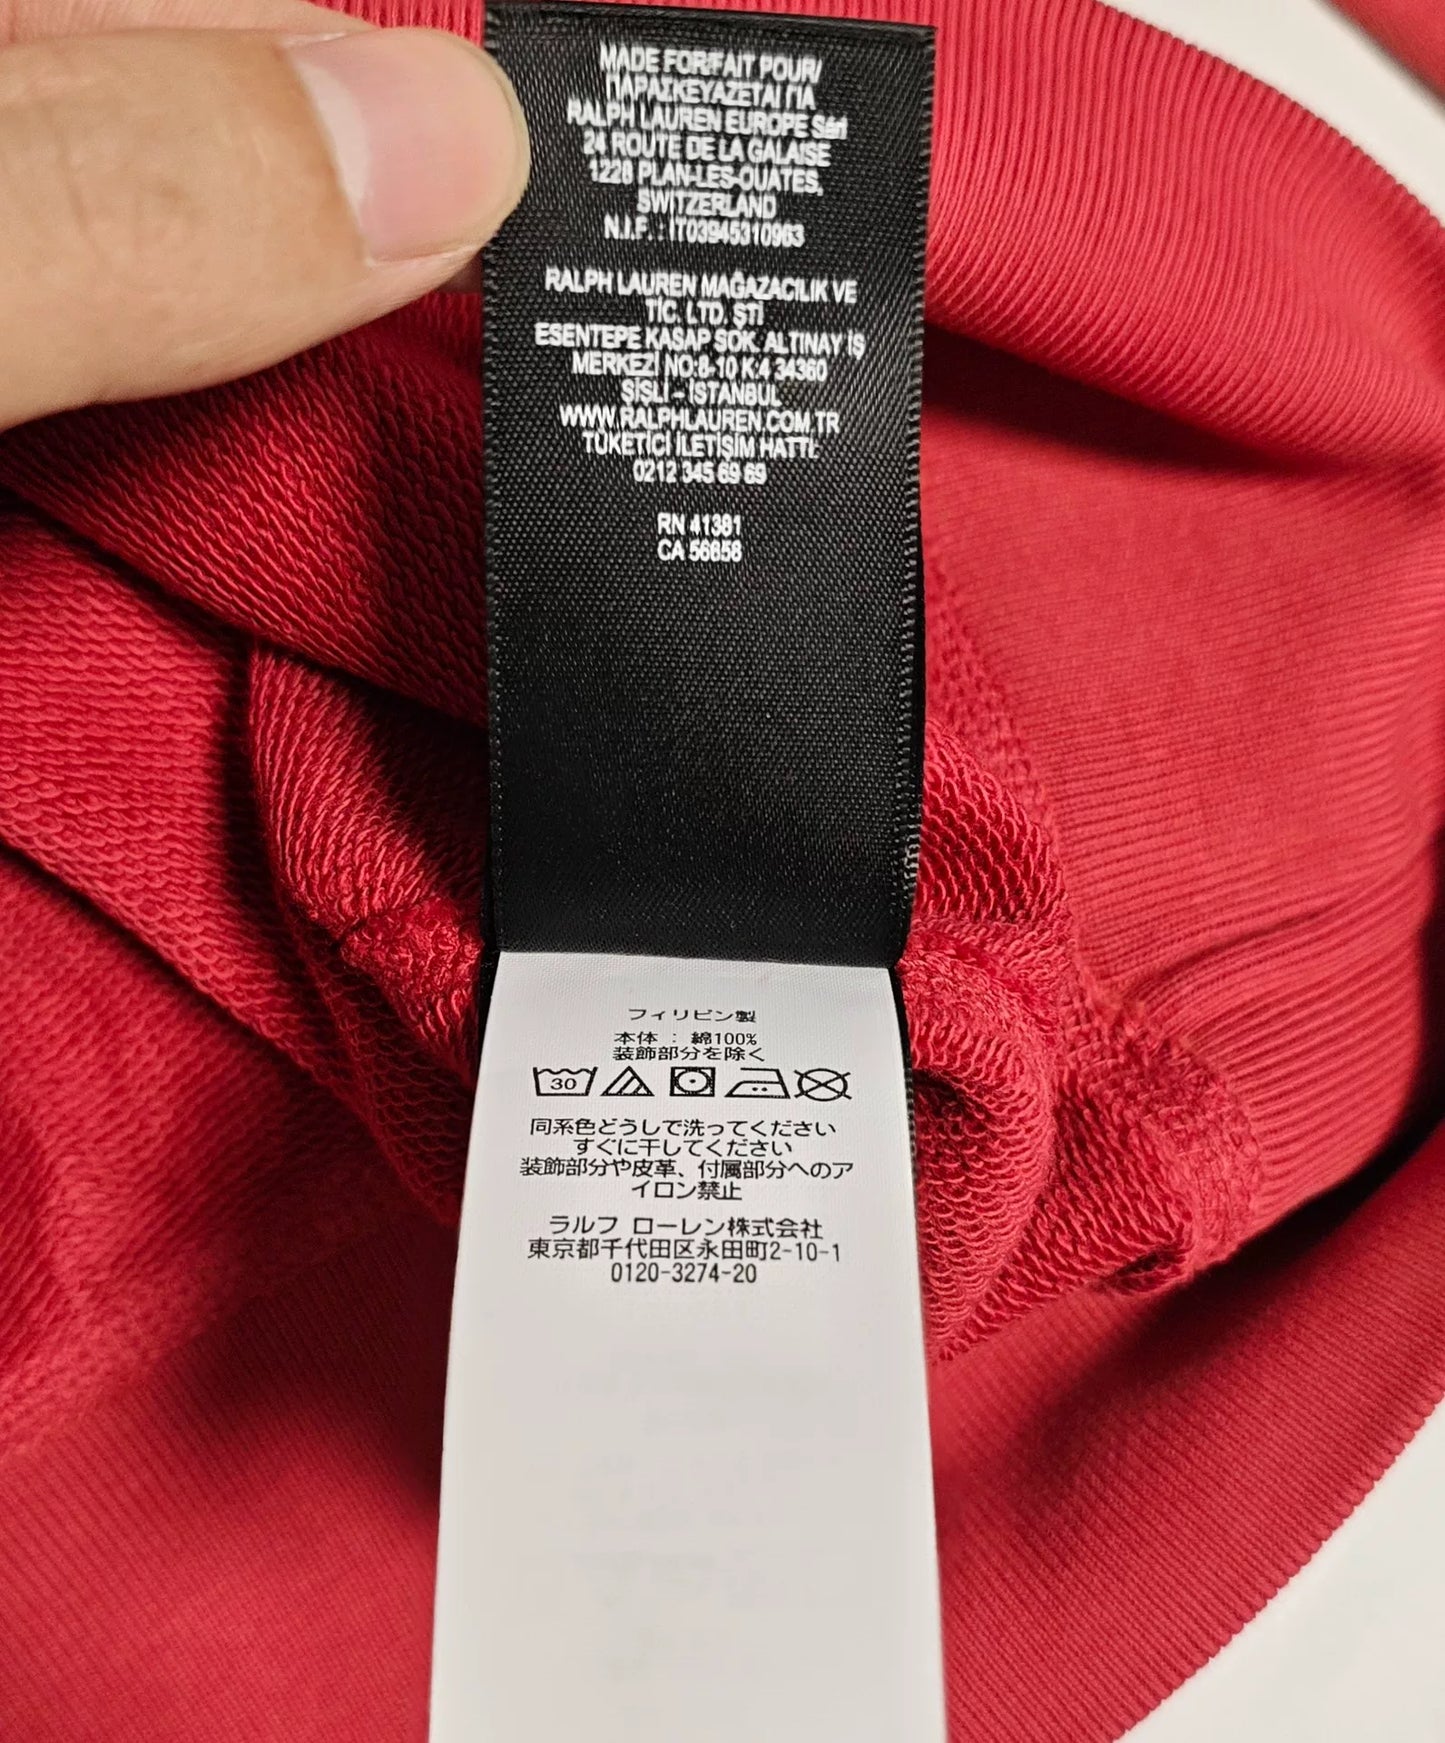 MADE FOR/FAIT POUR/
ΠΑΡΑΣΚΕΥΑΖΕΤΑΙ ΓΙΑ
RALPH LAUREN EUROPE Sárl
24 ROUTE DE LA GALAISE
1228 PLAN-LES-OUATES,
SWITZERLAND
N.I.F. : IT03945310963
RALPH LAUREN MAĞAZACILIK VE
TİC. LTD. ŞTİ
ESENTEPE KASAP SOK. ALTINAY İŞ
MERKEZİ NO:8-10 K:4 34360
ŞİŞLİ - İSTANBUL
WWW.RALPHLAUREN.COM.TR
TÜKETİCİ İLETİŞİM HATTI:
0212 345 69 69
RN 41381
CA 56658
フィリピン製
本体 : 綿100%
装飾部分を除く
30
同系色どうしで洗ってください
すぐに干してください
装飾部分や皮革、付属部分へのア
イロン禁止
ラルフ ローレン株式会社
東京都千代田区永田町2-10-1
0120-3274-20